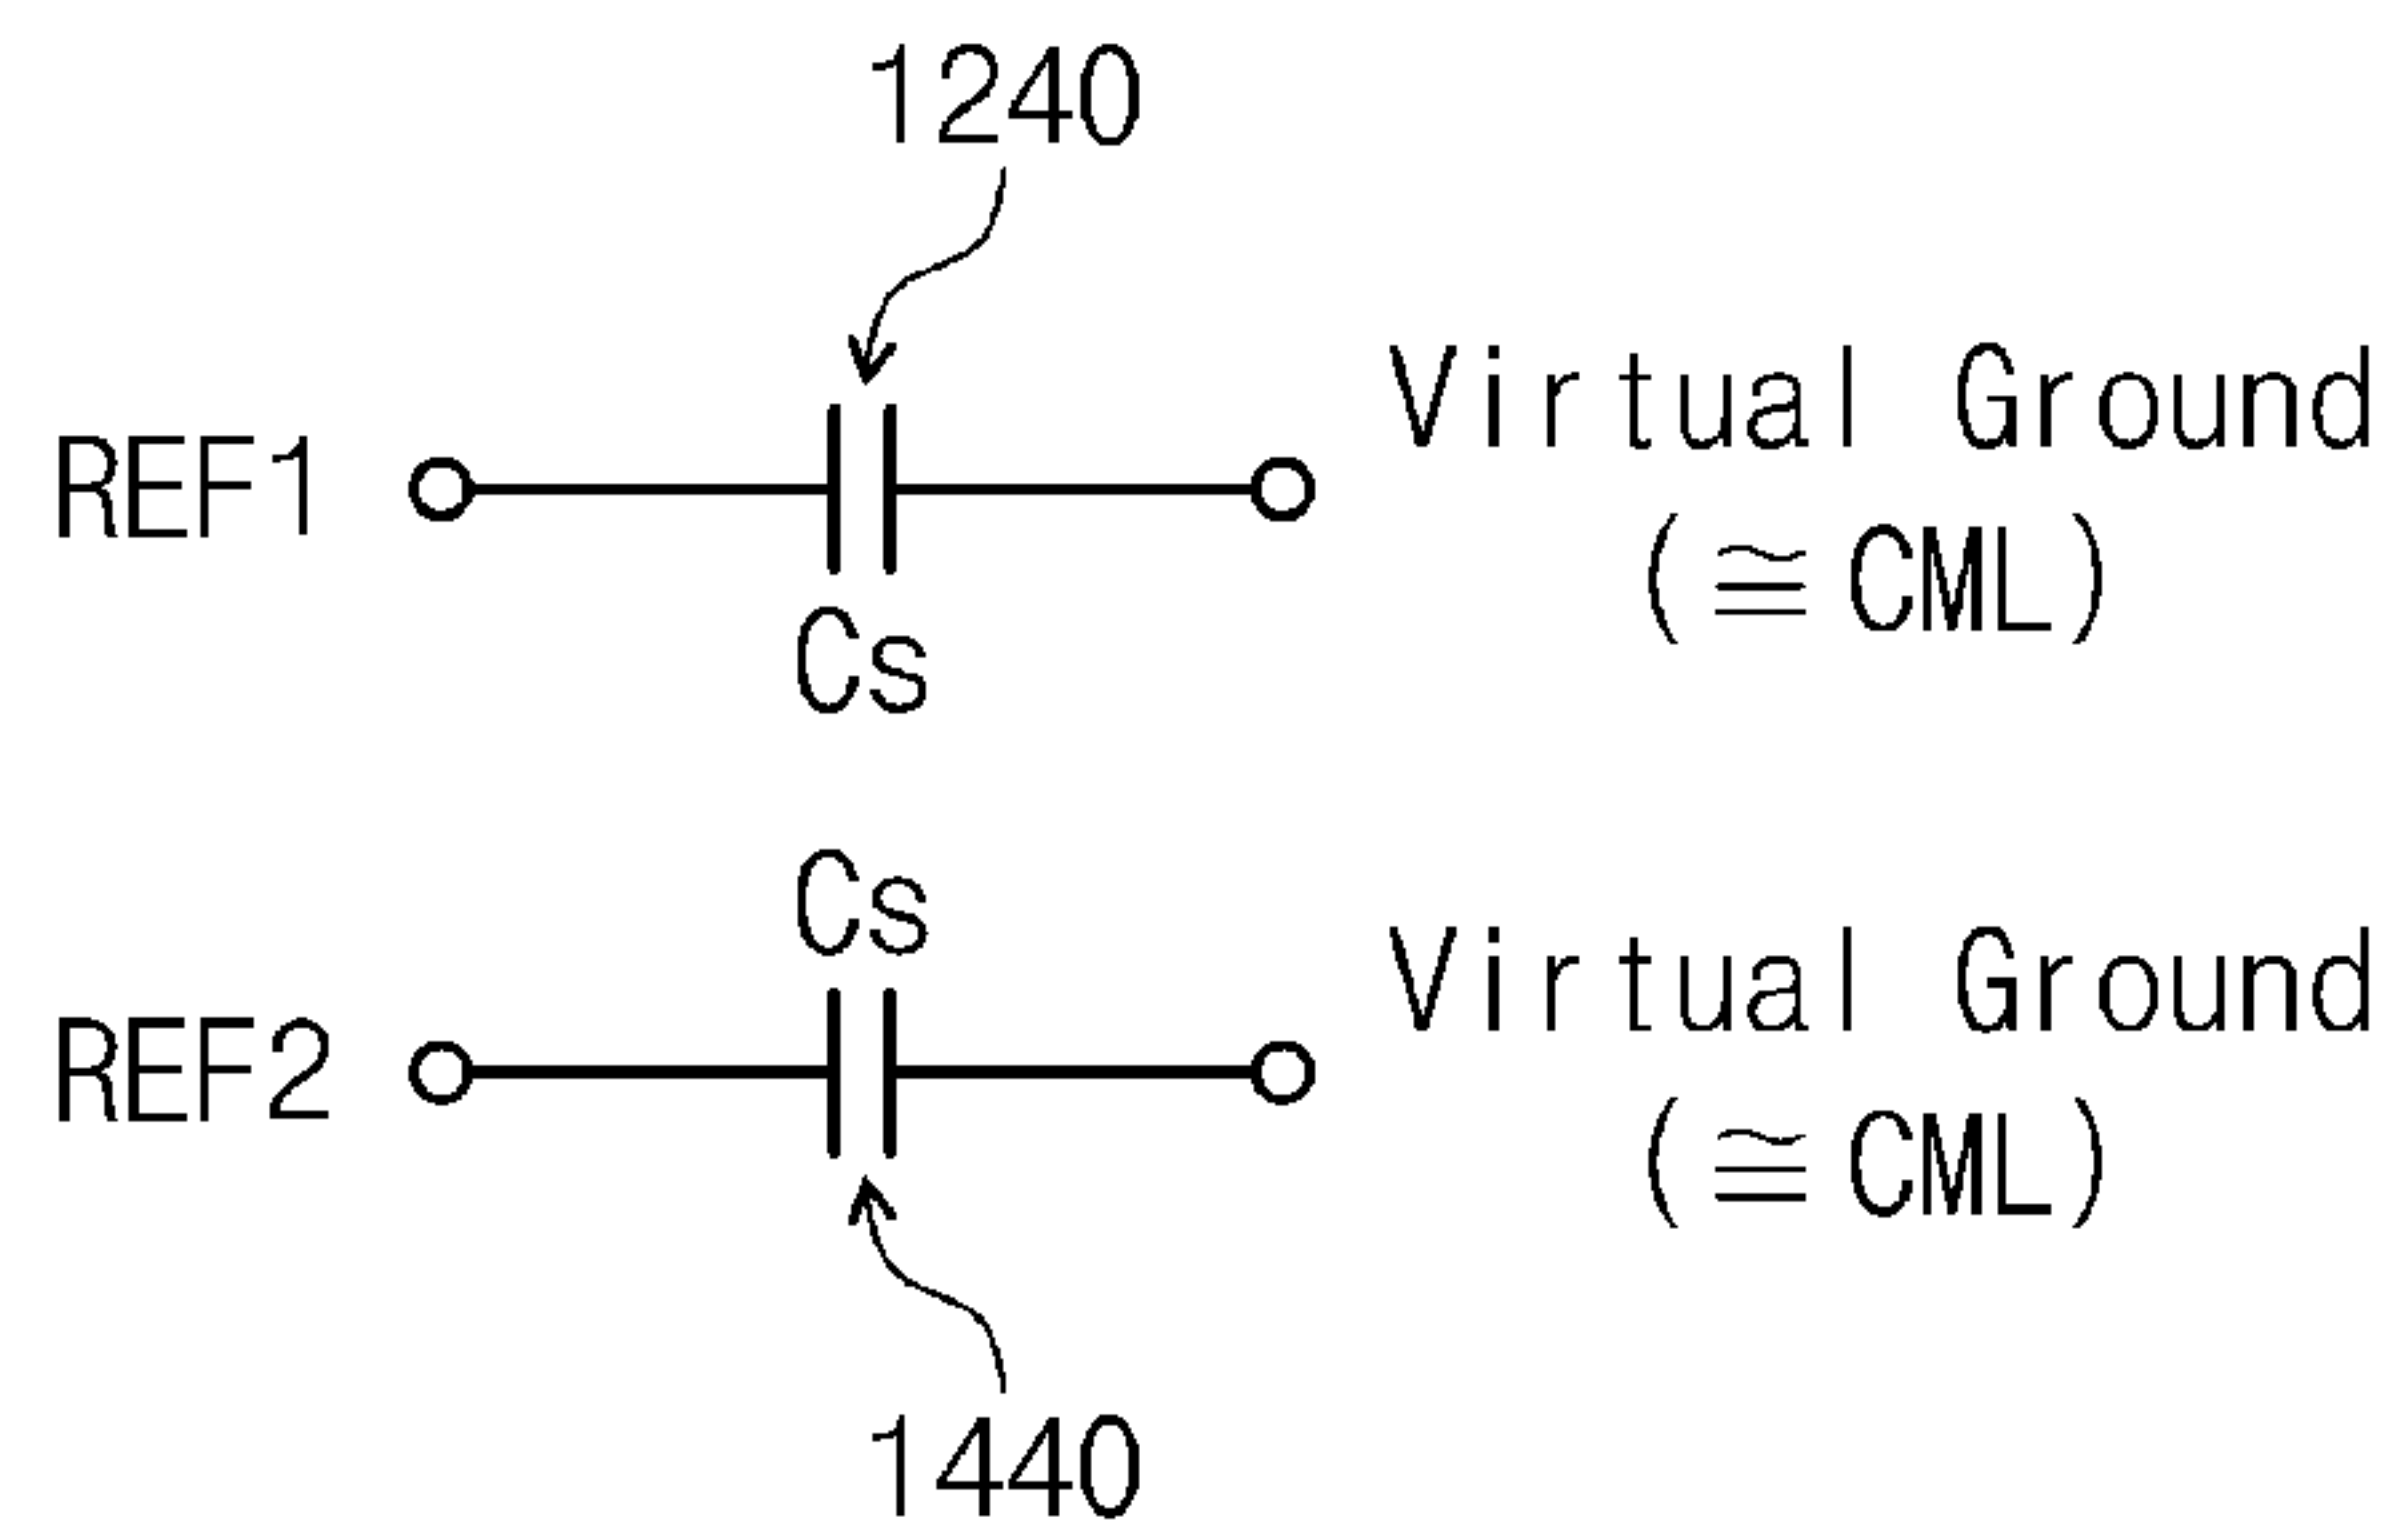 1240
REF1
Virtual Ground
(≅CML)
Cs
Cs
REF2
Virtual Ground
(≅CML)
1440